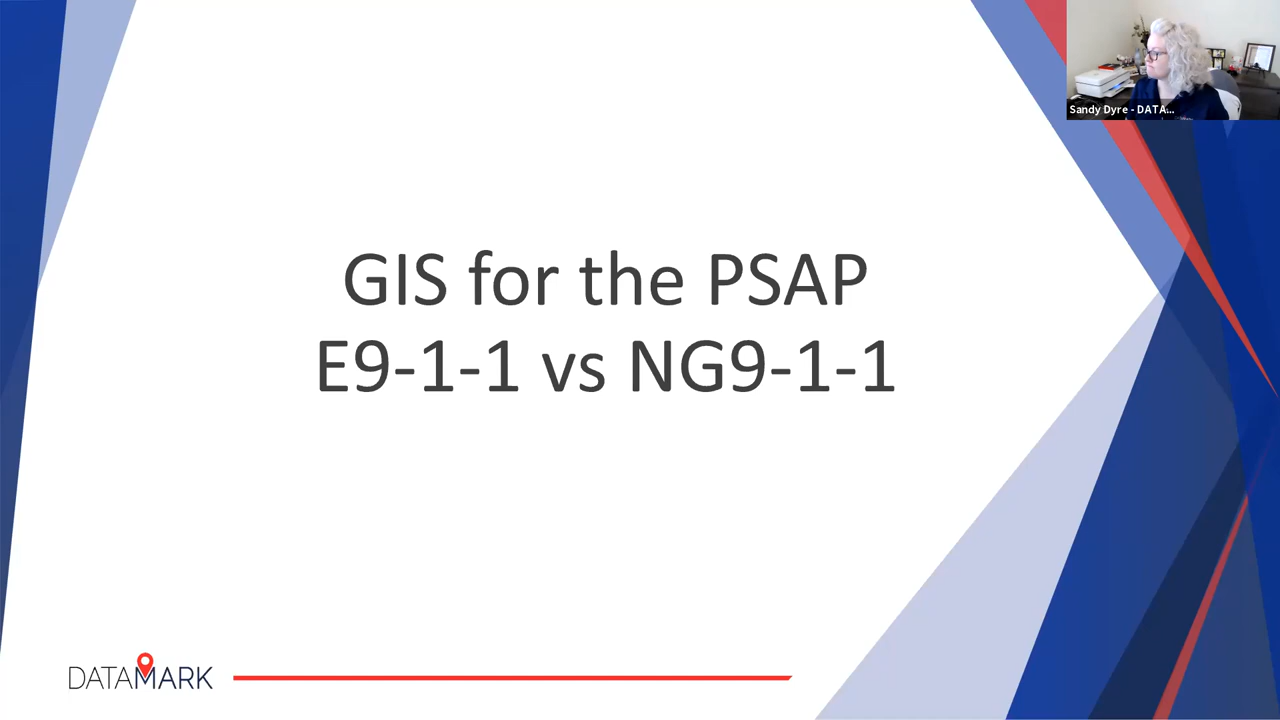 Sandy Dyre - DATA...
GIS for the PSAP
E9-1-1 vs NG9-1-1
DATAMARK